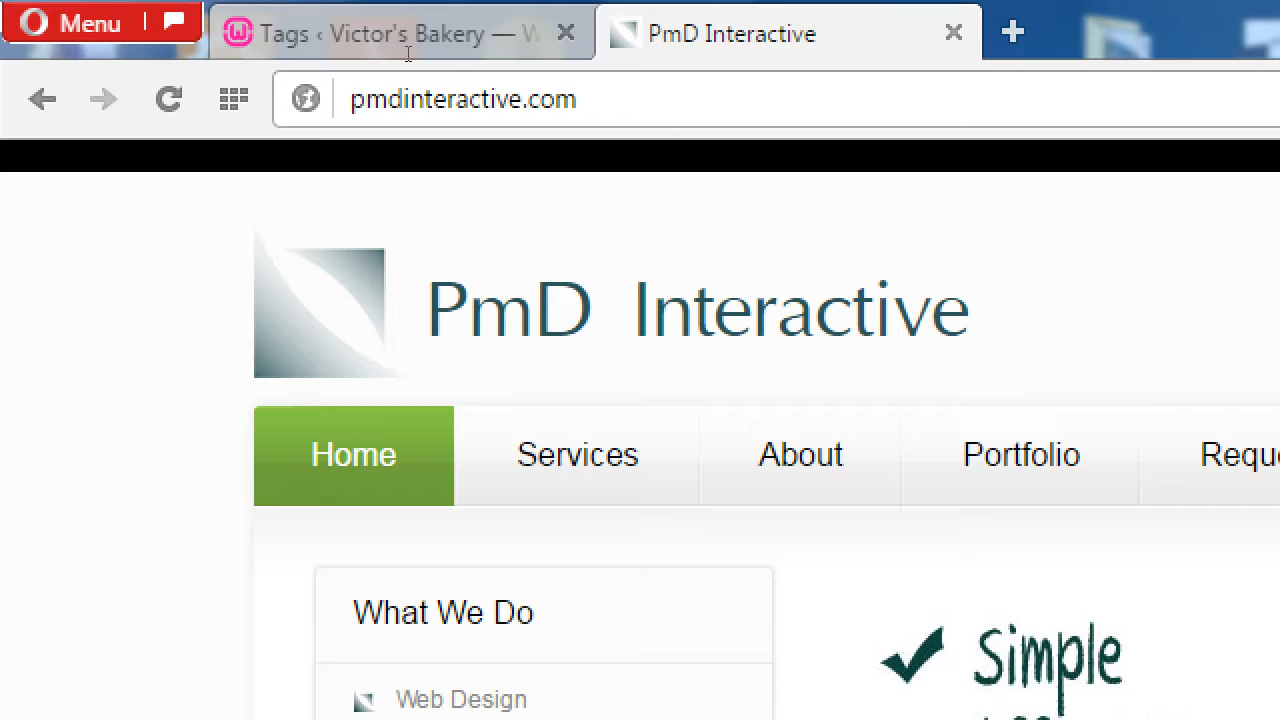 Menu
Tags ‹ Victor's Bakery — W
PmD Interactive
pmdinteractive.com
PmD Interactive
Home Services About Portfolio Requ
What We Do
Web Design
Simple